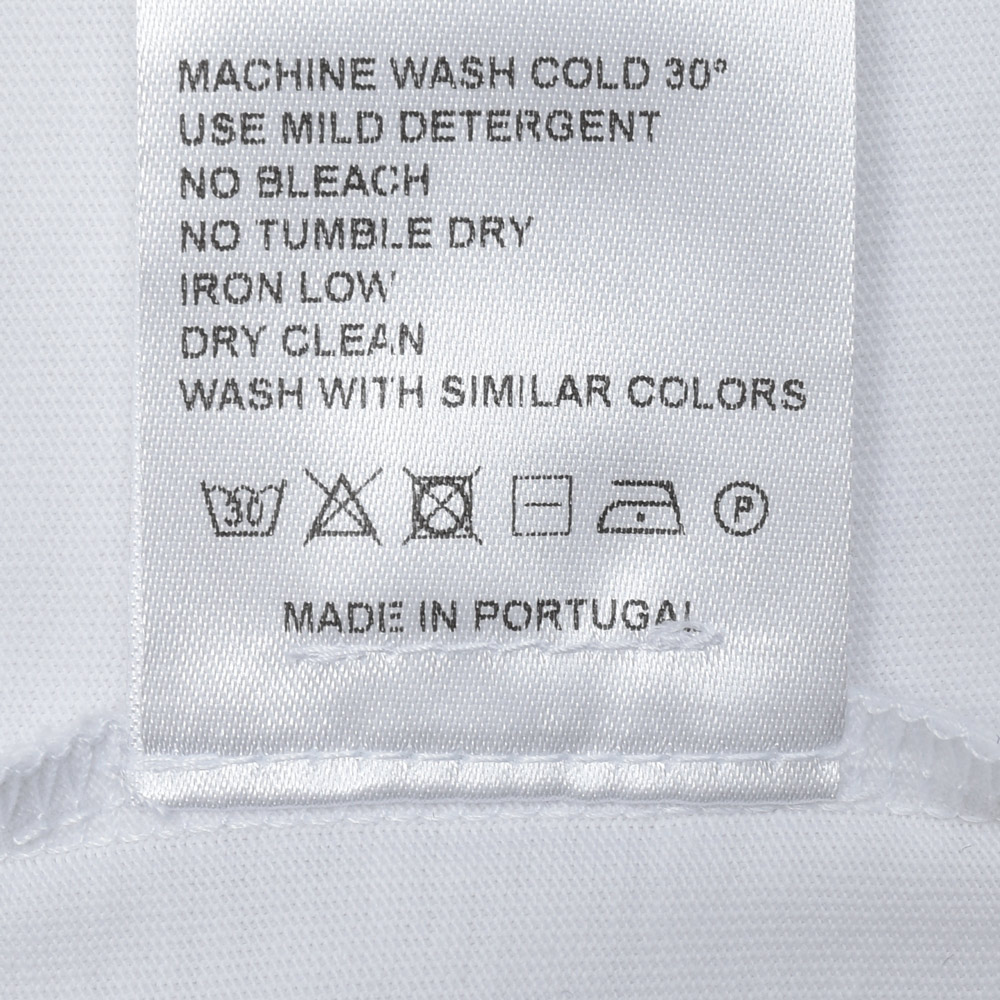 MACHINE WASH COLD 30°
USE MILD DETERGENT
NO BLEACH
NO TUMBLE DRY
IRON LOW
DRY CLEAN
WASH WITH SIMILAR COLORS
30 P
MADE IN PORTUGAL